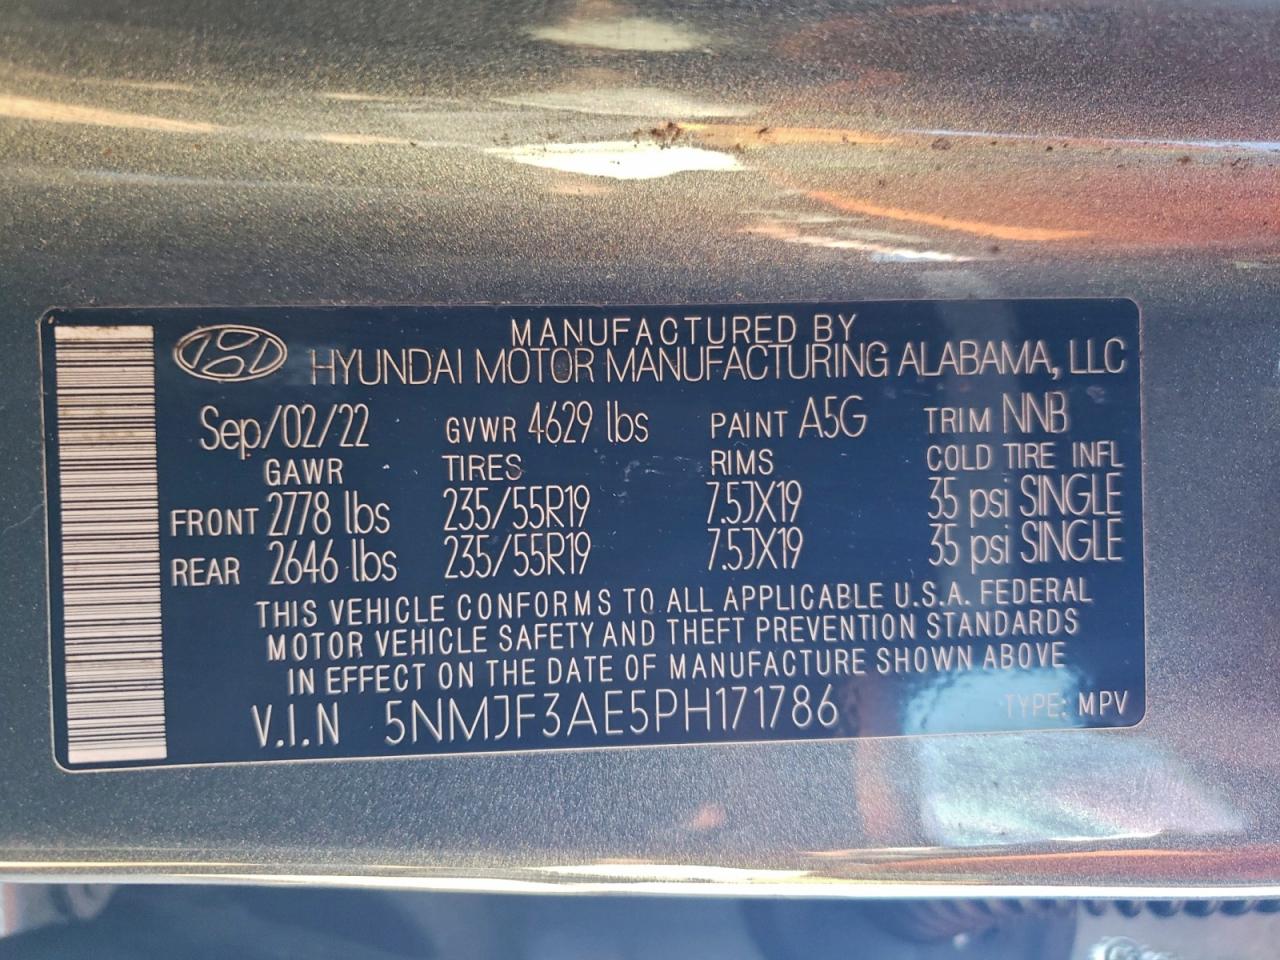 MANUFACTURED BY
HYUNDAI MOTOR MANUFACTURING ALABAMA, LLC
Sep/02/22 GVWR 4629 lbs PAINT A5G TRIM NNB
GAWR TIRES RIMS COLD TIRE INFL
FRONT 2778 lbs 235/55R19 7.5JX19 35 psi SINGLE
REAR 2646 lbs 235/55R19 7.5JX19 35 psi SINGLE
THIS VEHICLE CONFORMS TO ALL APPLICABLE U.S.A. FEDERAL
MOTOR VEHICLE SAFETY AND THEFT PREVENTION STANDARDS
IN EFFECT ON THE DATE OF MANUFACTURE SHOWN ABOVE
V.I.N 5NMJF3AE5PH171786 TYPE: MPV